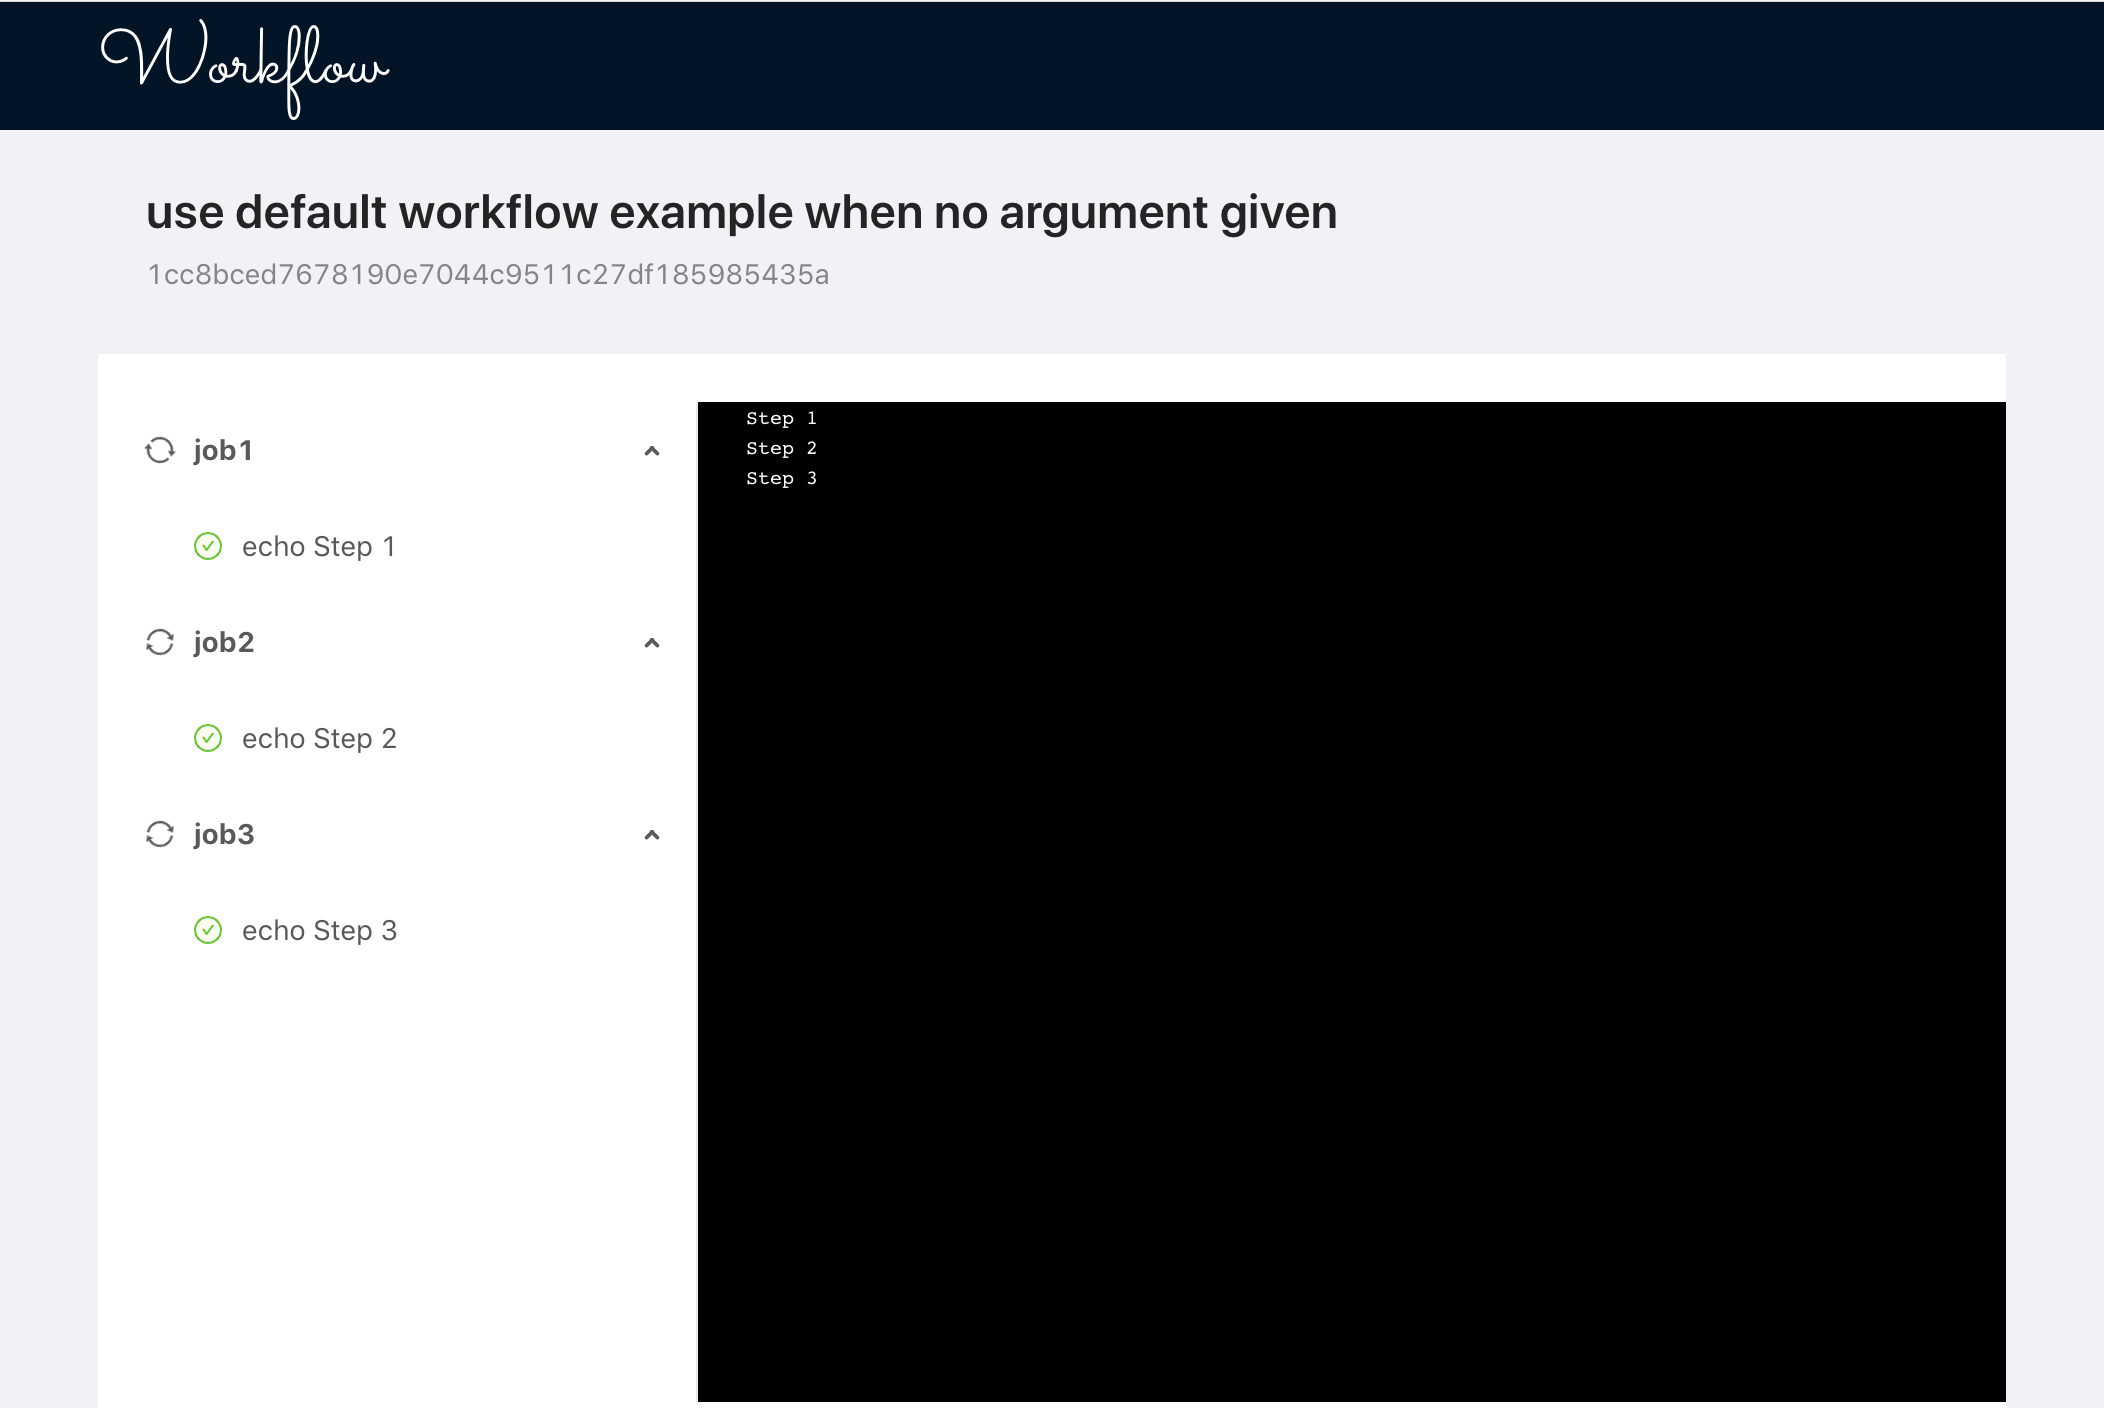 Workflow
use default workflow example when no argument given
1cc8bced7678190e7044c9511c27df185985435a
job1
echo Step 1
job2
echo Step 2
job3
echo Step 3
Step 1
Step 2
Step 3